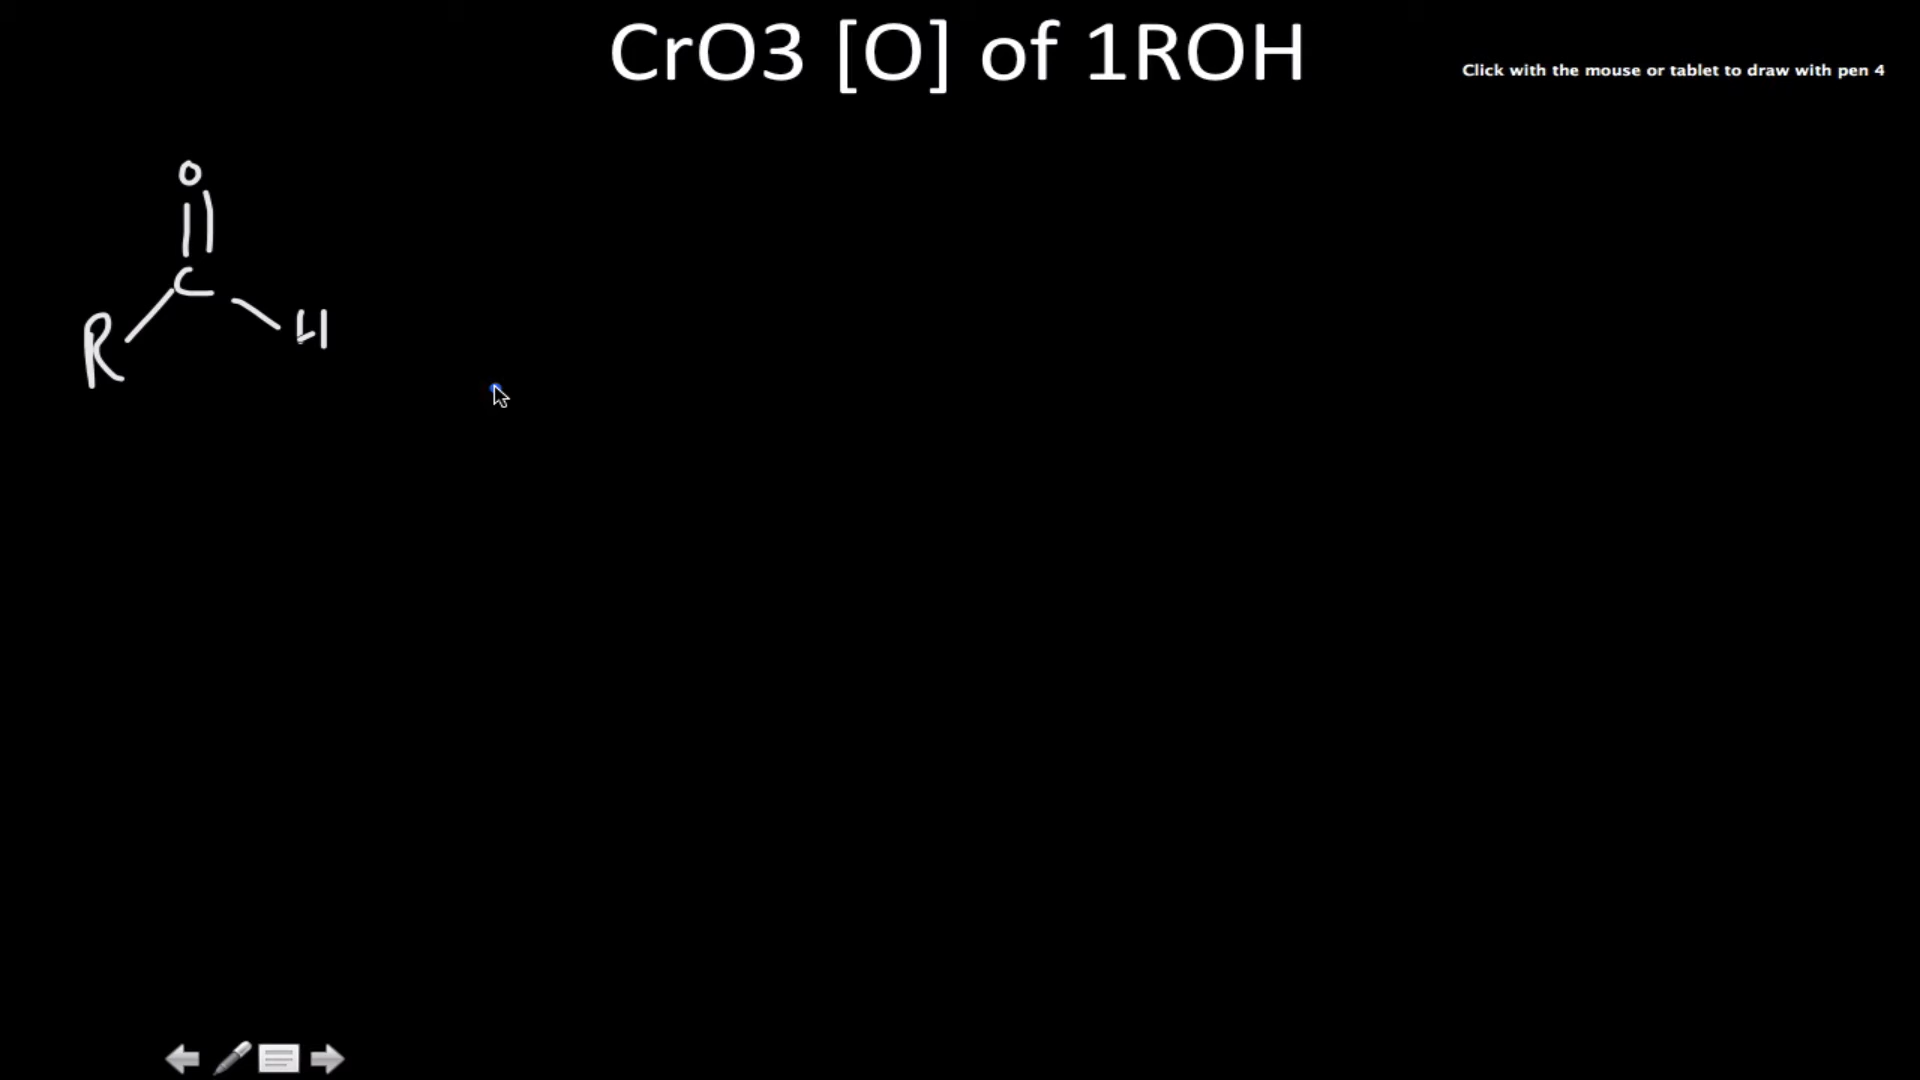 CrO3 [O] of 1ROH
Click with the mouse or tablet to draw with pen 4
O
C
R
H